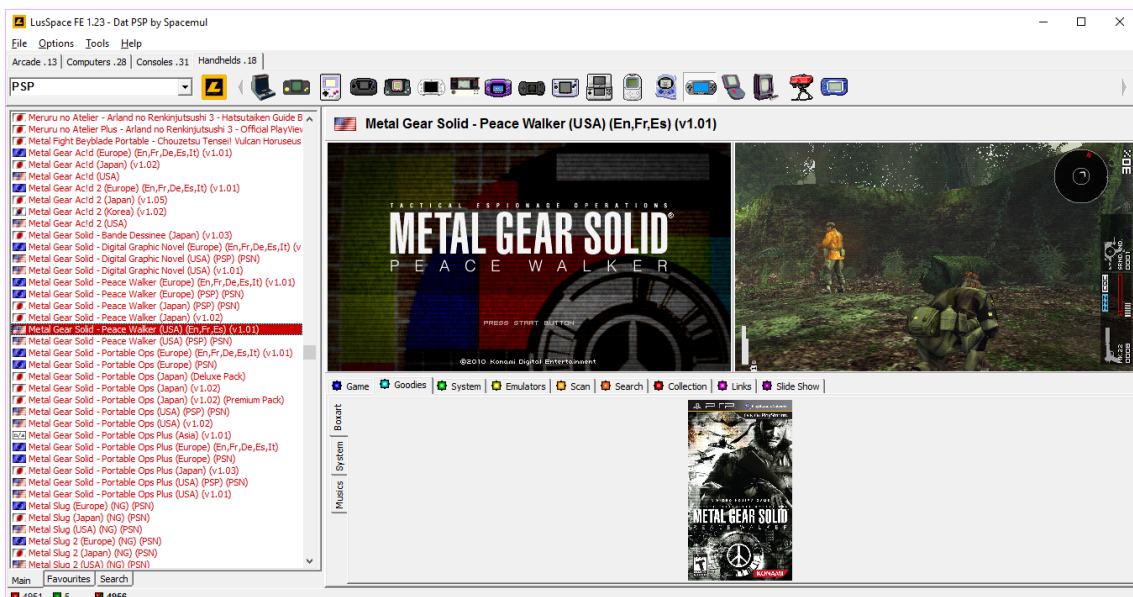 LusSpace FE 1.23 - Dat PSP by Spacemul
File Options Tools Help
Arcade .13 Computers .28 Consoles .31 Handhelds .18
PSP
Meruru no Atelier - Arland no Renkinjutsushi 3 - Hatsutaiken Guide B
Meruru no Atelier Plus - Arland no Renkinjutsushi 3 - Official PlayView
Metal Fight Beyblade Portable - Chouzetsu Tensei! Vulcan Horuseus
Metal Gear Ac!d (Europe) (En,Fr,De,Es,It) (v1.01)
Metal Gear Ac!d (Japan) (v1.02)
Metal Gear Ac!d (USA)
Metal Gear Ac!d 2 (Europe) (En,Fr,De,Es,It) (v1.01)
Metal Gear Ac!d 2 (Japan) (v1.05)
Metal Gear Ac!d 2 (Korea) (v1.02)
Metal Gear Ac!d 2 (USA)
Metal Gear Solid - Bande Dessinee (Japan) (v1.03)
Metal Gear Solid - Digital Graphic Novel (Europe) (En,Fr,De,Es,It) (v
Metal Gear Solid - Digital Graphic Novel (USA) (PSP) (PSN)
Metal Gear Solid - Digital Graphic Novel (USA) (v1.01)
Metal Gear Solid - Peace Walker (Europe) (En,Fr,De,Es,It) (v1.01)
Metal Gear Solid - Peace Walker (Europe) (PSP) (PSN)
Metal Gear Solid - Peace Walker (Japan) (PSP) (PSN)
Metal Gear Solid - Peace Walker (Japan) (v1.02)
Metal Gear Solid - Peace Walker (USA) (En,Fr,Es) (v1.01)
Metal Gear Solid - Peace Walker (USA) (PSP) (PSN)
Metal Gear Solid - Portable Ops (Europe) (En,Fr,De,Es,It) (v1.01)
Metal Gear Solid - Portable Ops (Europe) (PSN)
Metal Gear Solid - Portable Ops (Japan) (Deluxe Pack)
Metal Gear Solid - Portable Ops (Japan) (v1.02)
Metal Gear Solid - Portable Ops (Japan) (v1.02) (Premium Pack)
Metal Gear Solid - Portable Ops (USA) (PSP) (PSN)
Metal Gear Solid - Portable Ops (USA) (v1.02)
n/a Metal Gear Solid - Portable Ops Plus (Asia) (v1.01)
Metal Gear Solid - Portable Ops Plus (Europe) (En,Fr,De,Es,It)
Metal Gear Solid - Portable Ops Plus (Europe) (PSN)
Metal Gear Solid - Portable Ops Plus (Japan) (v1.03)
Metal Gear Solid - Portable Ops Plus (USA) (PSP) (PSN)
Metal Gear Solid - Portable Ops Plus (USA) (v1.01)
Metal Slug (Europe) (NG) (PSN)
Metal Slug (Japan) (NG) (PSN)
Metal Slug (USA) (NG) (PSN)
Metal Slug 2 (Europe) (NG) (PSN)
Metal Slug 2 (Japan) (NG) (PSN)
Metal Slug 2 (USA) (NG) (PSN)
Main Favourites Search
4951 5 4956
Metal Gear Solid - Peace Walker (USA) (En,Fr,Es) (v1.01)
TACTICAL ESPIONAGE OPERATIONS
METAL GEAR SOLID®
PEACE WALKER
PRESS START BUTTON
©2010 Konami Digital Entertainment
Game Goodies System Emulators Scan Search Collection Links Slide Show
Boxart
System
Musics
PSP
METAL GEAR SOLID
PEACE WALKER
KONAMI